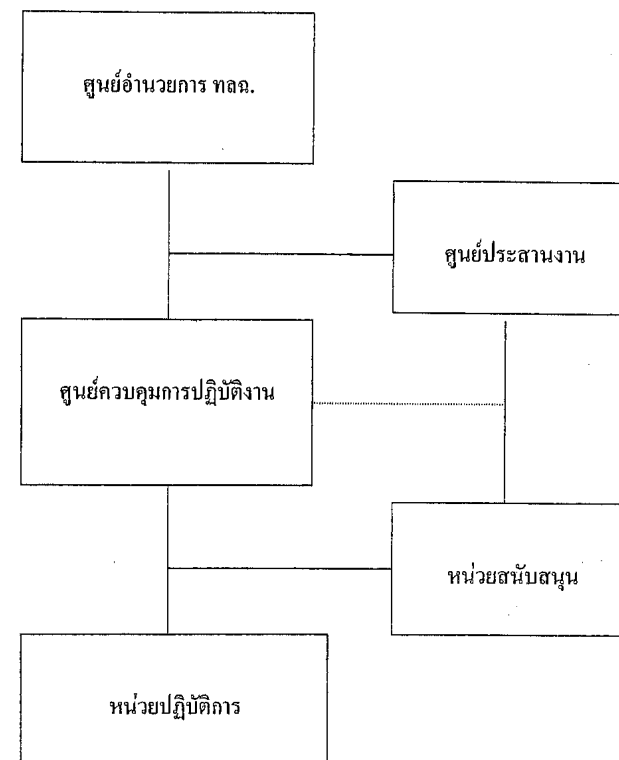 ศูนย์อำนวยการ ทลฉ.
ศูนย์ประสานงาน
ศูนย์ควบคุมการปฏิบัติงาน
หน่วยสนับสนุน
หน่วยปฏิบัติการ